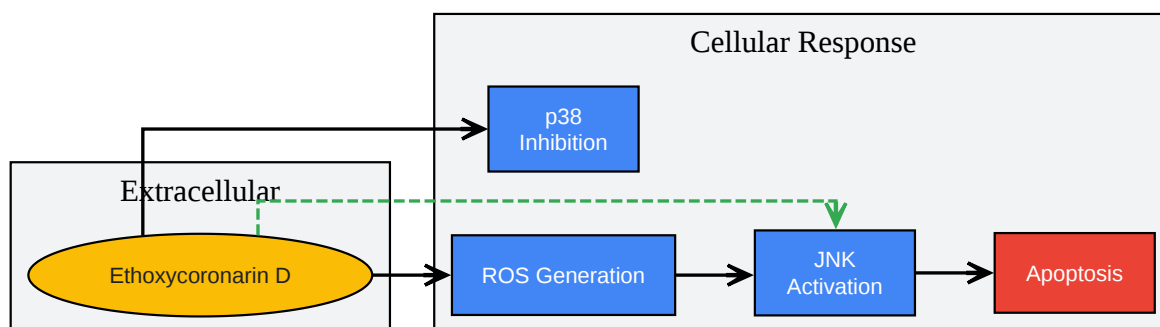 Cellular Response
p38
Inhibition
Extracellular
Ethoxycoronarin D
ROS Generation
JNK
Activation
Apoptosis